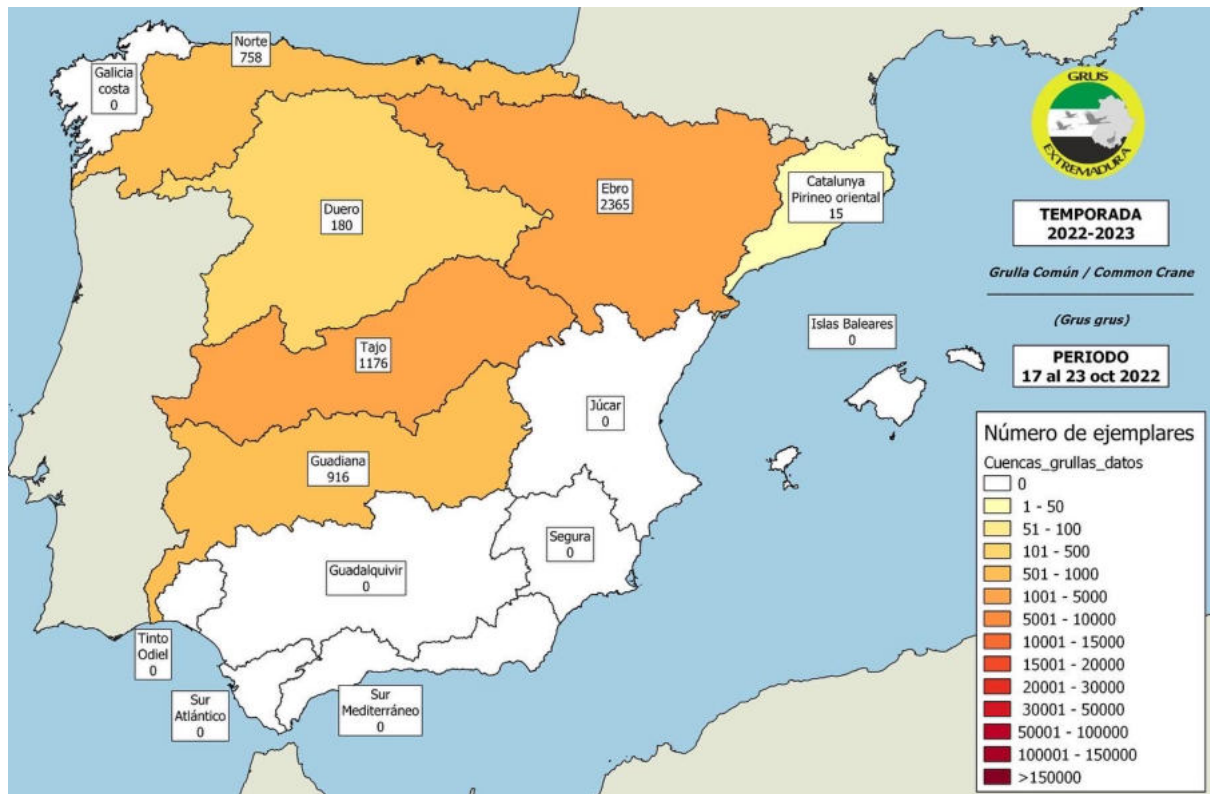 Norte
758
Galicia
costa
0
Duero
180
Ebro
2365
Catalunya
Pirineo oriental
15
Tajo
1176
Islas Baleares
0
Júcar
0
Guadiana
916
Segura
0
Guadalquivir
0
Tinto
Odiel
0
Sur
Atlántico
0
Sur
Mediterráneo
0
GRUS
EXTREMADURA
TEMPORADA
2022-2023
Grulla Común / Common Crane
(Grus grus)
PERIODO
17 al 23 oct 2022
Número de ejemplares
Cuencas_grullas_datos
0
1 - 50
51 - 100
101 - 500
501 - 1000
1001 - 5000
5001 - 10000
10001 - 15000
15001 - 20000
20001 - 30000
30001 - 50000
50001 - 100000
100001 - 150000
>150000